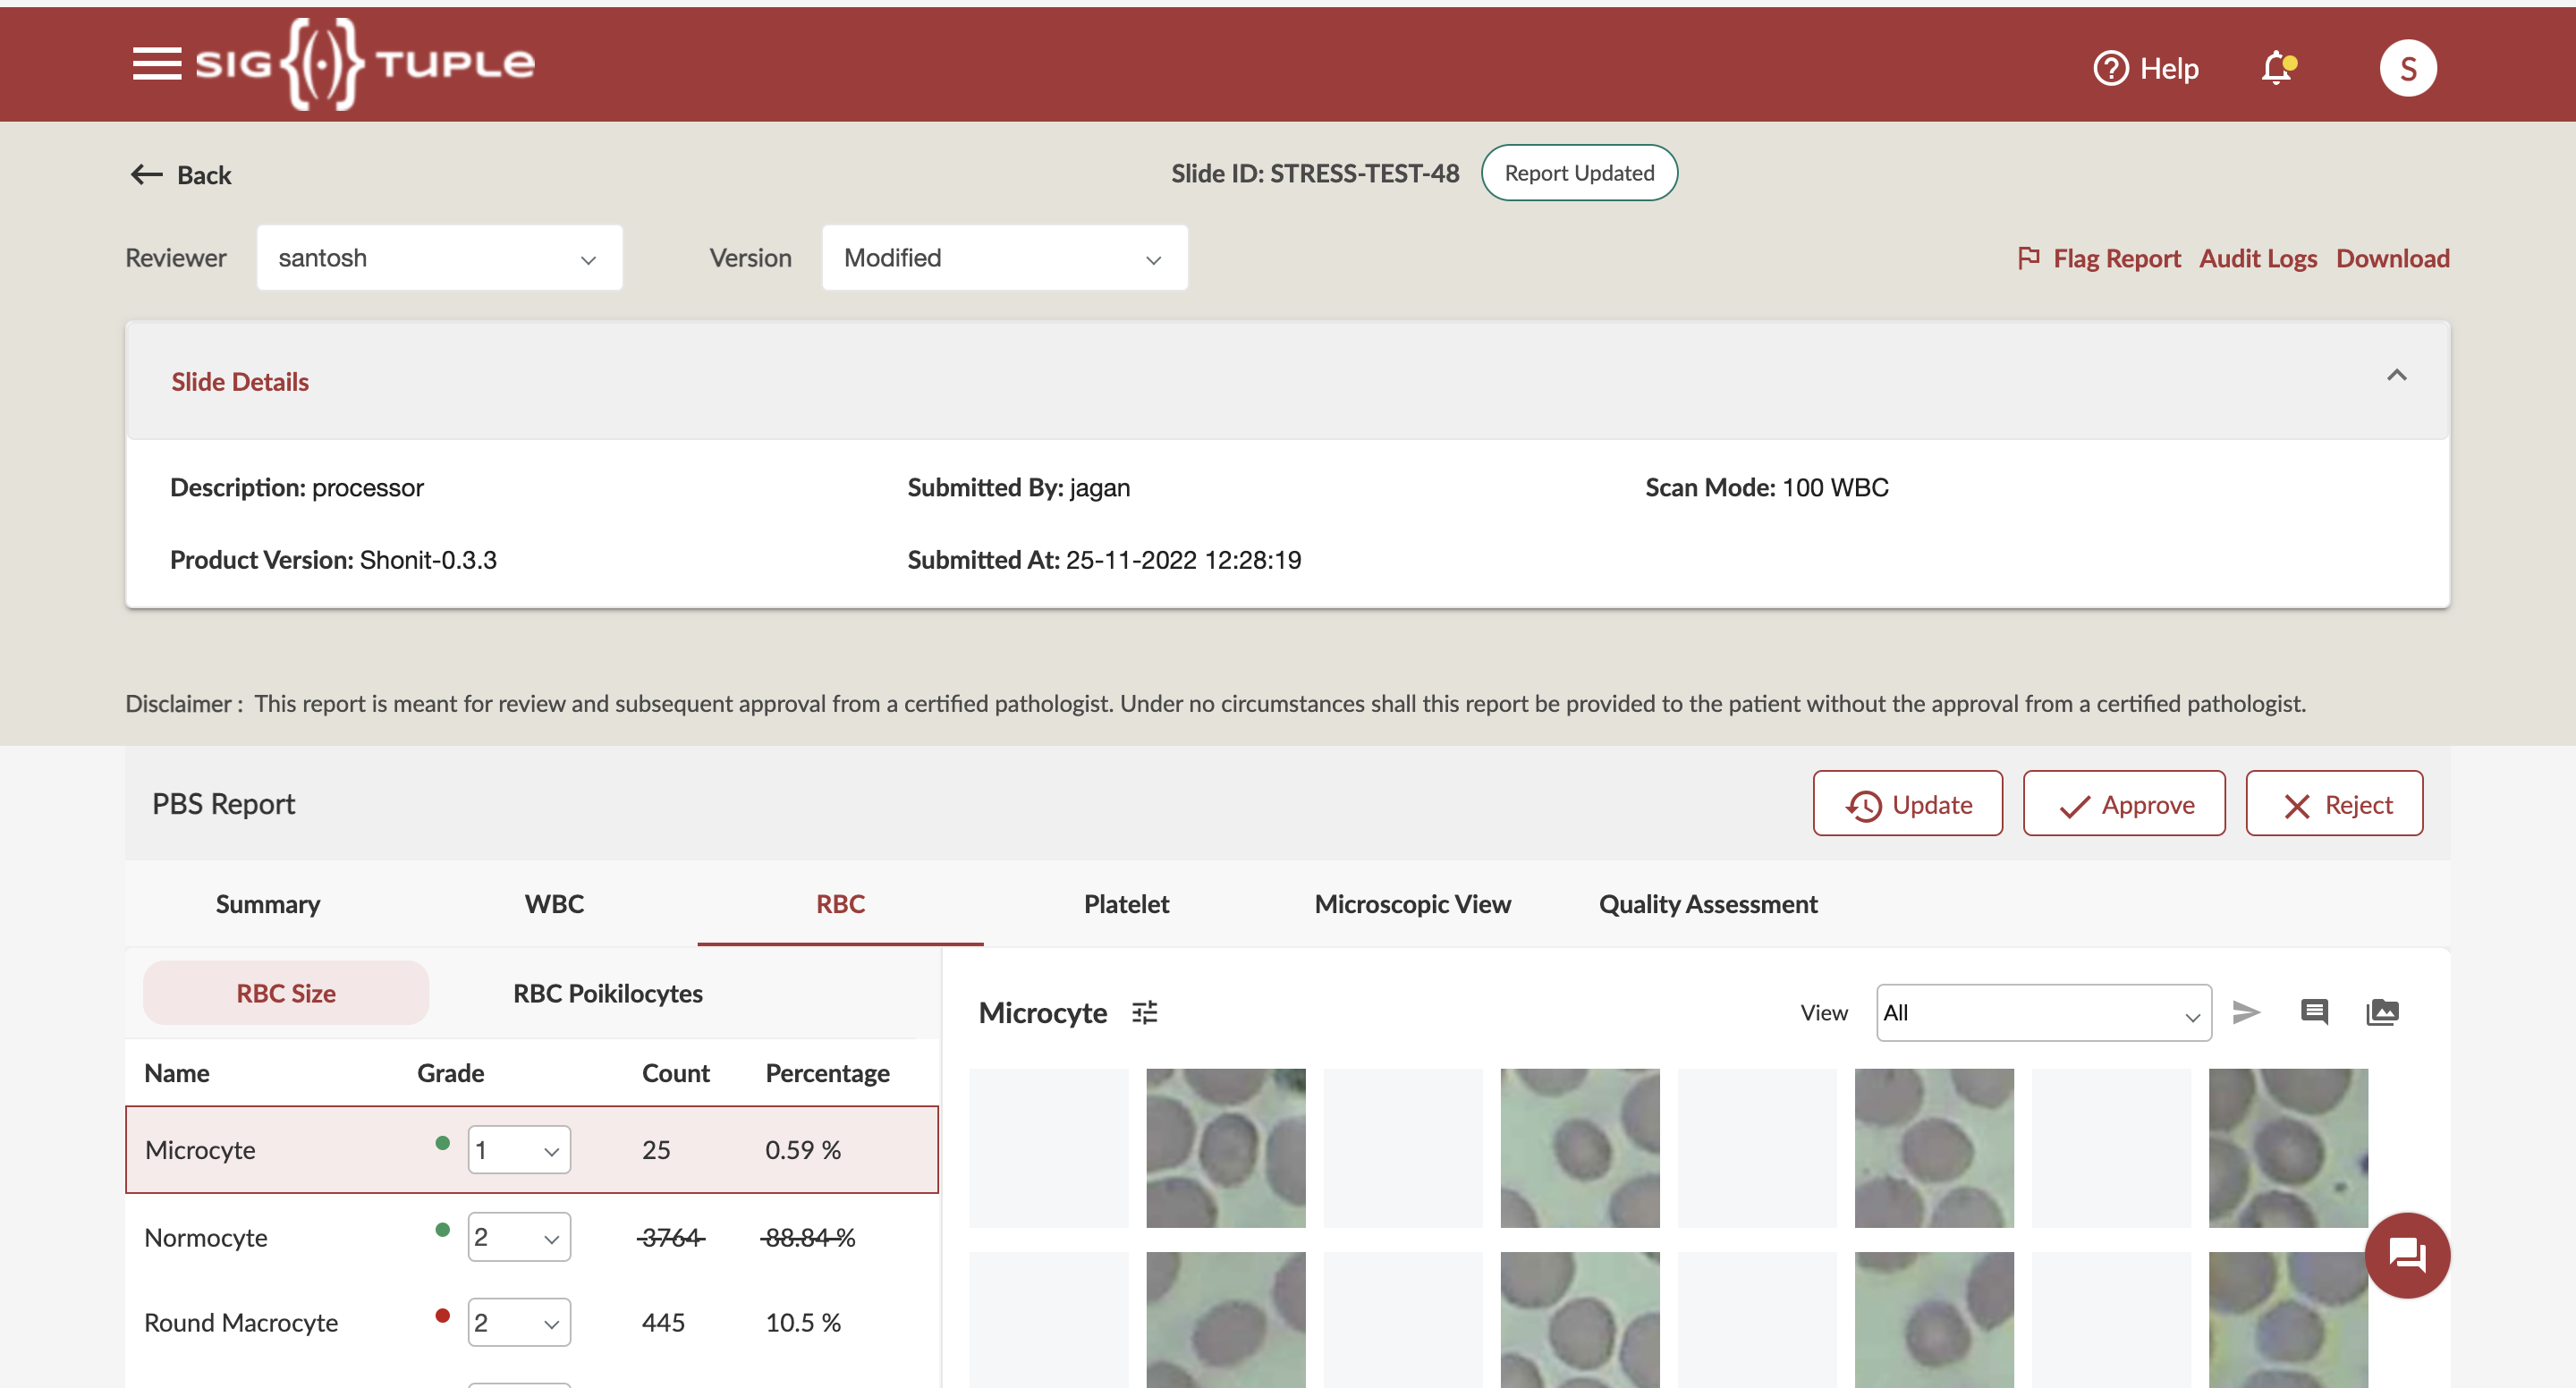 SIG{(·)}TUPLE
Help
S
Back
Slide ID: STRESS-TEST-48
Report Updated
Reviewer
santosh
Version
Modified
Flag Report
Audit Logs
Download
Slide Details
Description: processor
Submitted By: jagan
Scan Mode: 100 WBC
Product Version: Shonit-0.3.3
Submitted At: 25-11-2022 12:28:19
Disclaimer : This report is meant for review and subsequent approval from a certified pathologist. Under no circumstances shall this report be provided to the patient without the approval from a certified pathologist.
PBS Report
Update
Approve
Reject
Summary
WBC
RBC
Platelet
Microscopic View
Quality Assessment
RBC Size
RBC Poikilocytes
Name Grade Count Percentage
Microcyte 1 25 0.59 %
Normocyte 2 3764 88.84 %
Round Macrocyte 2 445 10.5 %
Microcyte
View
All